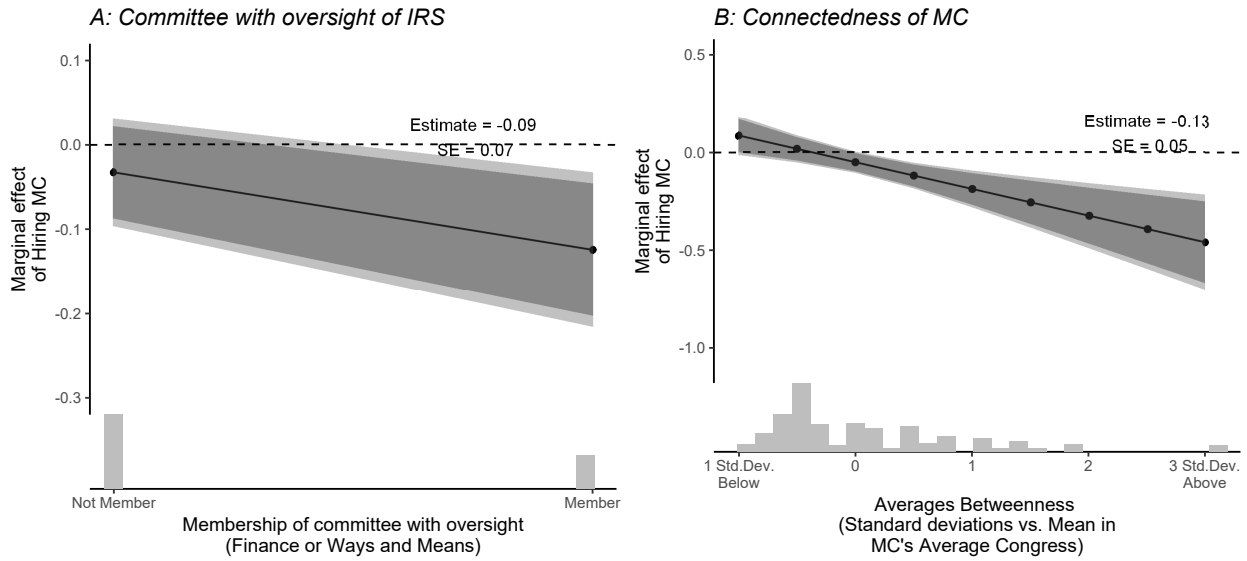 A: Committee with oversight of IRS
0.1
0.0
-0.1
-0.2
-0.3
Marginal effect
of Hiring MC
Estimate = -0.09
SE = 0.07
Not Member
Member
Membership of committee with oversight
(Finance or Ways and Means)
B: Connectedness of MC
0.5
0.0
-0.5
-1.0
Marginal effect
of Hiring MC
Estimate = -0.13
SE = 0.05
1 Std.Dev.
Below
0
1
2
3 Std.Dev.
Above
Averages Betweenness
(Standard deviations vs. Mean in
MC's Average Congress)